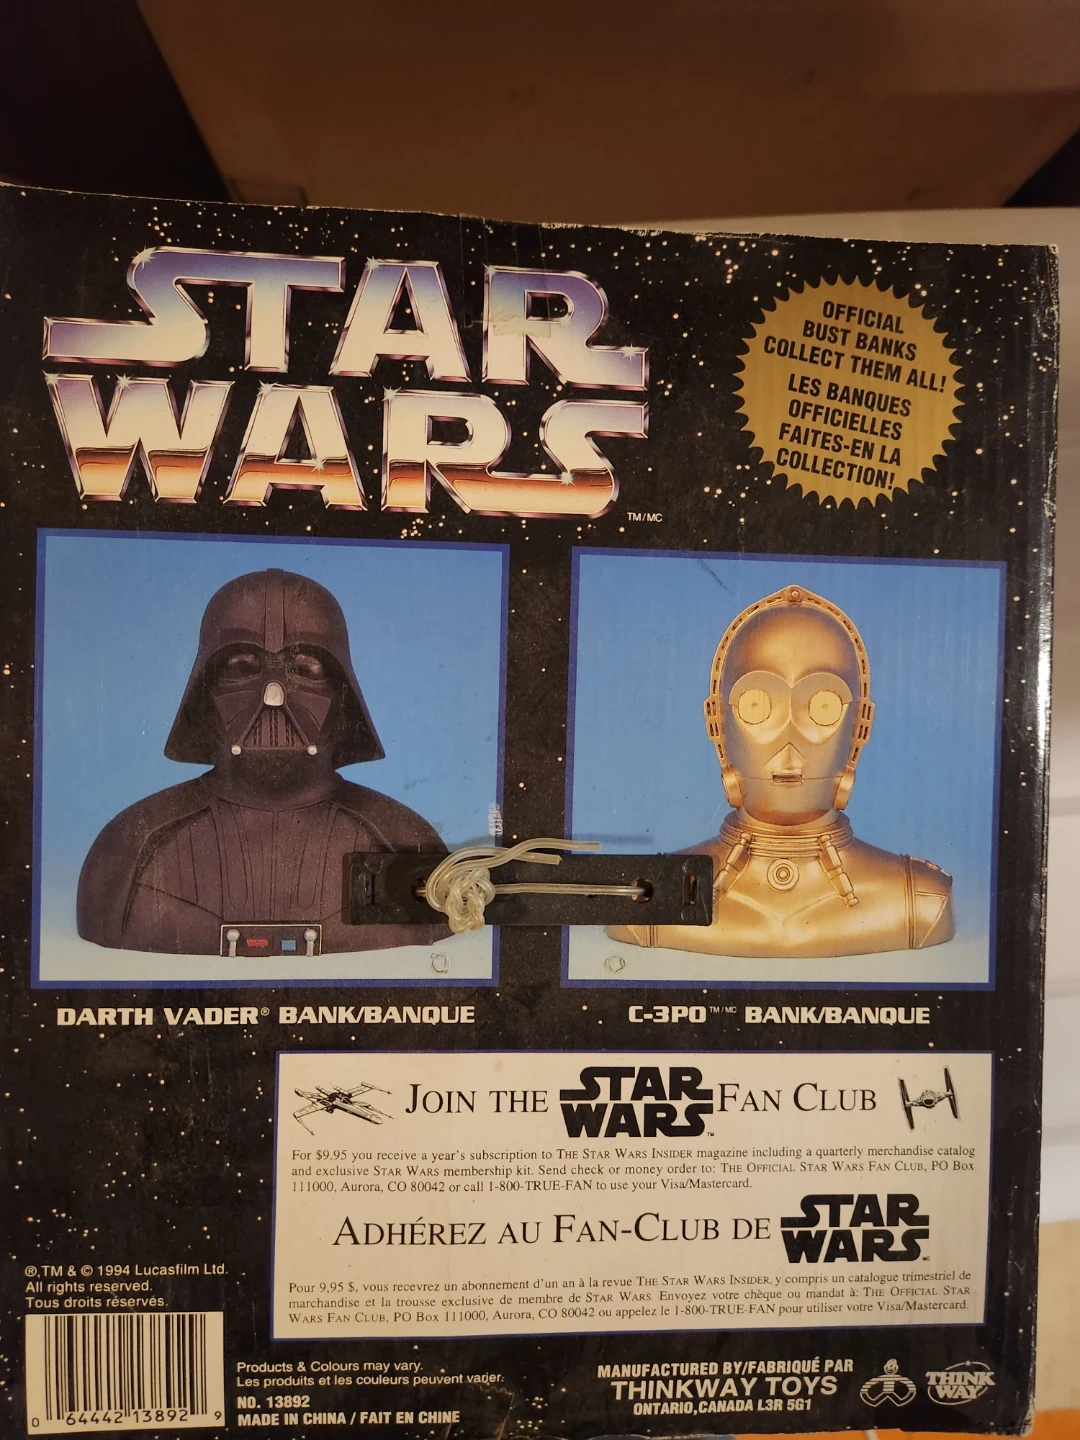 STAR
WARS
TM/MC
OFFICIAL
BUST BANKS
COLLECT THEM ALL!
LES BANQUES
OFFICIELLES
FAITES-EN LA
COLLECTION!
DARTH VADER® BANK/BANQUE
C-3PO™/MC BANK/BANQUE
JOIN THE STAR WARS™ FAN CLUB
For $9.95 you receive a year's subscription to THE STAR WARS INSIDER magazine including a quarterly merchandise catalog
and exclusive STAR WARS membership kit. Send check or money order to: THE OFFICIAL STAR WARS FAN CLUB, PO Box
111000, Aurora, CO 80042 or call 1-800-TRUE-FAN to use your Visa/Mastercard.
ADHÉREZ AU FAN-CLUB DE STAR WARS MC
Pour 9,95 $, vous recevrez un abonnement d'un an à la revue THE STAR WARS INSIDER, y compris un catalogue trimestriel de
marchandise et la trousse exclusive de membre de STAR WARS. Envoyez votre chèque ou mandat à: THE OFFICIAL STAR
WARS FAN CLUB, PO Box 111000, Aurora, CO 80042 ou appelez le 1-800-TRUE-FAN pour utiliser votre Visa/Mastercard.
®,TM & © 1994 Lucasfilm Ltd.
All rights reserved.
Tous droits réservés.
0 64442 13892 9
Products & Colours may vary.
Les produits et les couleurs peuvent varier.
NO. 13892
MADE IN CHINA / FAIT EN CHINE
MANUFACTURED BY/FABRIQUÉ PAR
THINKWAY TOYS
ONTARIO, CANADA L3R 5G1
THINK
WAY